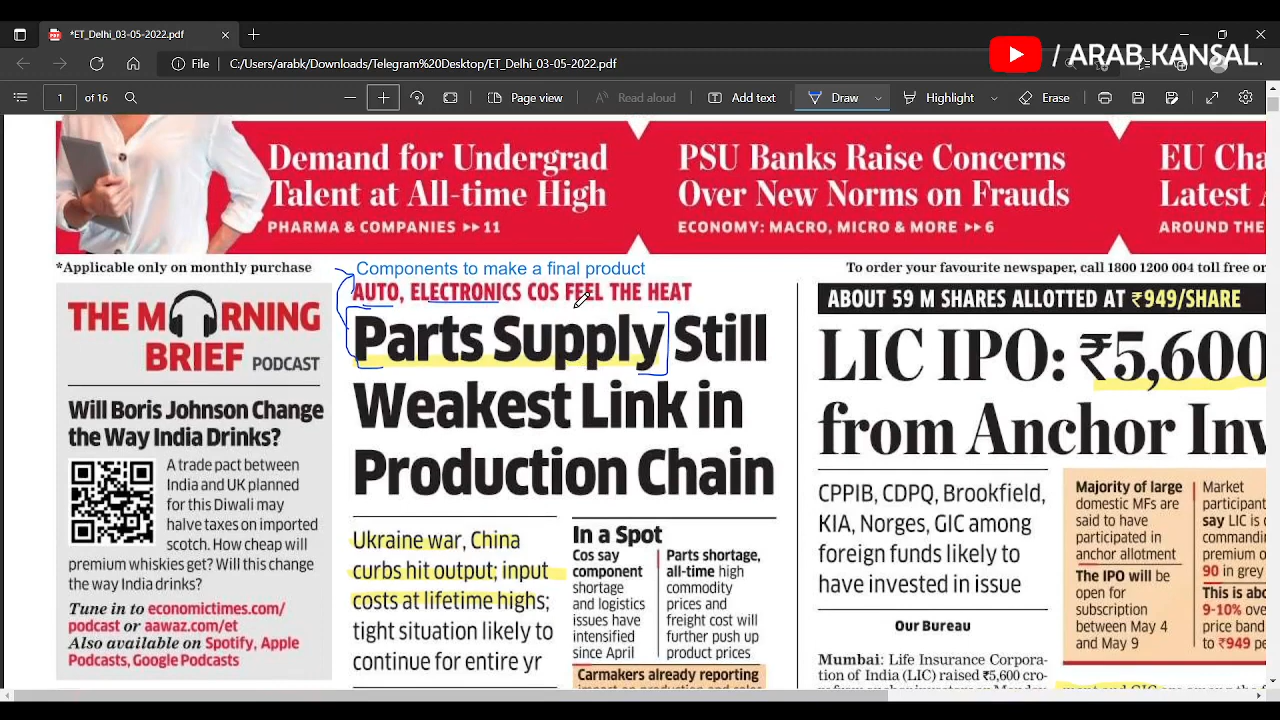 *ET_Delhi_03-05-2022.pdf
/ ARAB KANSAL
File
C:/Users/arabk/Downloads/Telegram%20Desktop/ET_Delhi_03-05-2022.pdf
1 of 16
Page view
Read aloud
Add text
Draw
Highlight
Erase
Demand for Undergrad
Talent at All-time High
PHARMA & COMPANIES ▸▸ 11
PSU Banks Raise Concerns
Over New Norms on Frauds
ECONOMY: MACRO, MICRO & MORE ▸▸ 6
EU Cha
Latest
AROUND THE
*Applicable only on monthly purchase
To order your favourite newspaper, call 1800 1200 004 toll free or
THE MORNING
BRIEF PODCAST
Will Boris Johnson Change
the Way India Drinks?
A trade pact between
India and UK planned
for this Diwali may
halve taxes on imported
scotch. How cheap will
premium whiskies get? Will this change
the way India drinks?
Tune in to economictimes.com/
podcast or aawaz.com/et
Also available on Spotify, Apple
Podcasts, Google Podcasts
Components to make a final product
AUTO, ELECTRONICS COS FEEL THE HEAT
Parts Supply Still
Weakest Link in
Production Chain
Ukraine war, China
curbs hit output; input
costs at lifetime highs;
tight situation likely to
continue for entire yr
In a Spot
Cos say
component
shortage
and logistics
issues have
intensified
since April
Parts shortage,
all-time high
commodity
prices and
freight cost will
further push up
product prices
Carmakers already reporting
impact on production and sales
ABOUT 59 M SHARES ALLOTTED AT ₹949/SHARE
LIC IPO: ₹5,600
from Anchor Inv
CPPIB, CDPQ, Brookfield,
KIA, Norges, GIC among
foreign funds likely to
have invested in issue
Our Bureau
Mumbai: Life Insurance Corpora-
tion of India (LIC) raised ₹5,600 cro-
Majority of large
domestic MFs are
said to have
participated in
anchor allotment
The IPO will be
open for
subscription
between May 4
and May 9
Market
participant
say LIC is
commandi
premium o
90 in grey
This is abo
9-10% ove
price band
to ₹949 pe